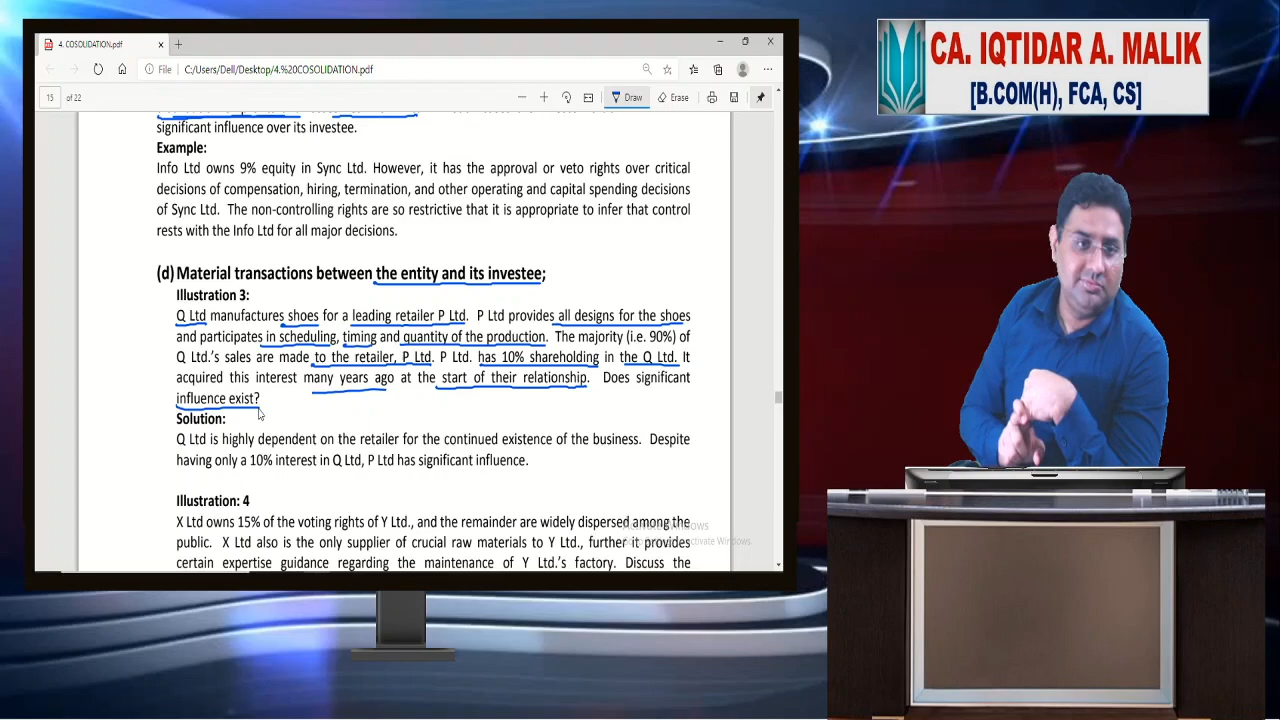 4. COSOLIDATION.pdf
File C:/Users/Dell/Desktop/4.%20COSOLIDATION.pdf
15 of 22
Draw
Erase
significant influence over its investee.
Example:
Info Ltd owns 9% equity in Sync Ltd. However, it has the approval or veto rights over critical
decisions of compensation, hiring, termination, and other operating and capital spending decisions
of Sync Ltd. The non-controlling rights are so restrictive that it is appropriate to infer that control
rests with the Info Ltd for all major decisions.
(d) Material transactions between the entity and its investee;
Illustration 3:
Q Ltd manufactures shoes for a leading retailer P Ltd. P Ltd provides all designs for the shoes
and participates in scheduling, timing and quantity of the production. The majority (i.e. 90%) of
Q Ltd.'s sales are made to the retailer, P Ltd. P Ltd. has 10% shareholding in the Q Ltd. It
acquired this interest many years ago at the start of their relationship. Does significant
influence exist?
Solution:
Q Ltd is highly dependent on the retailer for the continued existence of the business. Despite
having only a 10% interest in Q Ltd, P Ltd has significant influence.
Illustration: 4
X Ltd owns 15% of the voting rights of Y Ltd., and the remainder are widely dispersed among the
public. X Ltd also is the only supplier of crucial raw materials to Y Ltd., further it provides
certain expertise guidance regarding the maintenance of Y Ltd.'s factory. Discuss the
CA. IQTIDAR A. MALIK
[B.COM(H), FCA, CS]